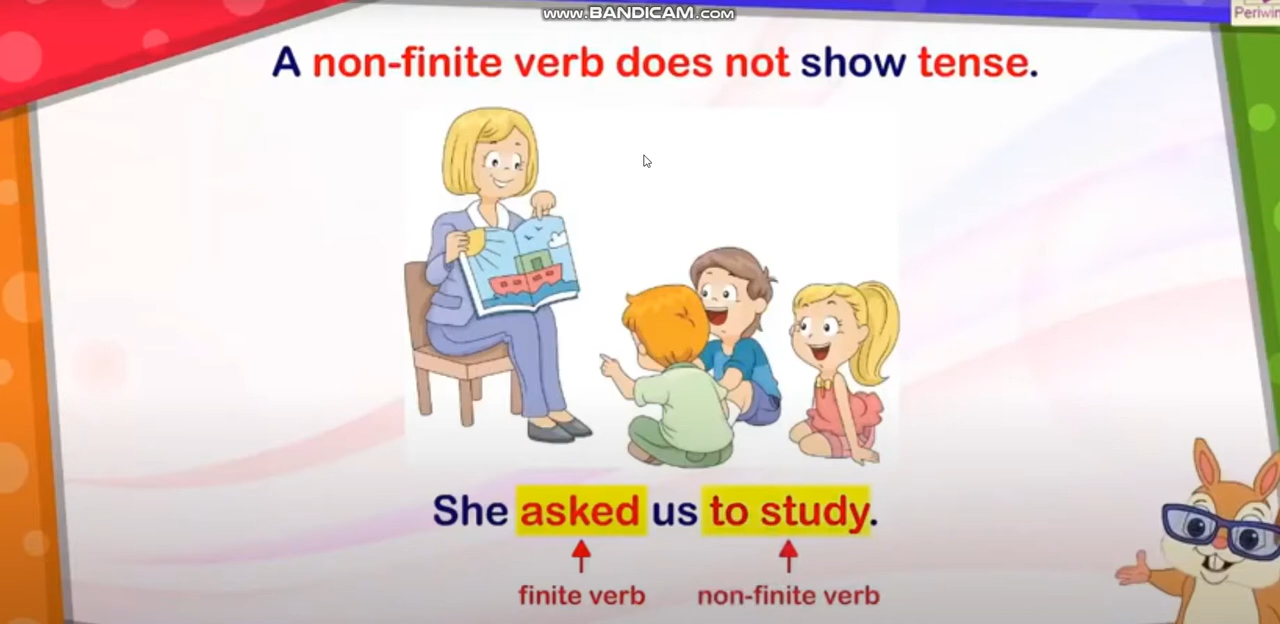 www.BANDICAM.com
A non-finite verb does not show tense.
She asked us to study.
finite verb non-finite verb